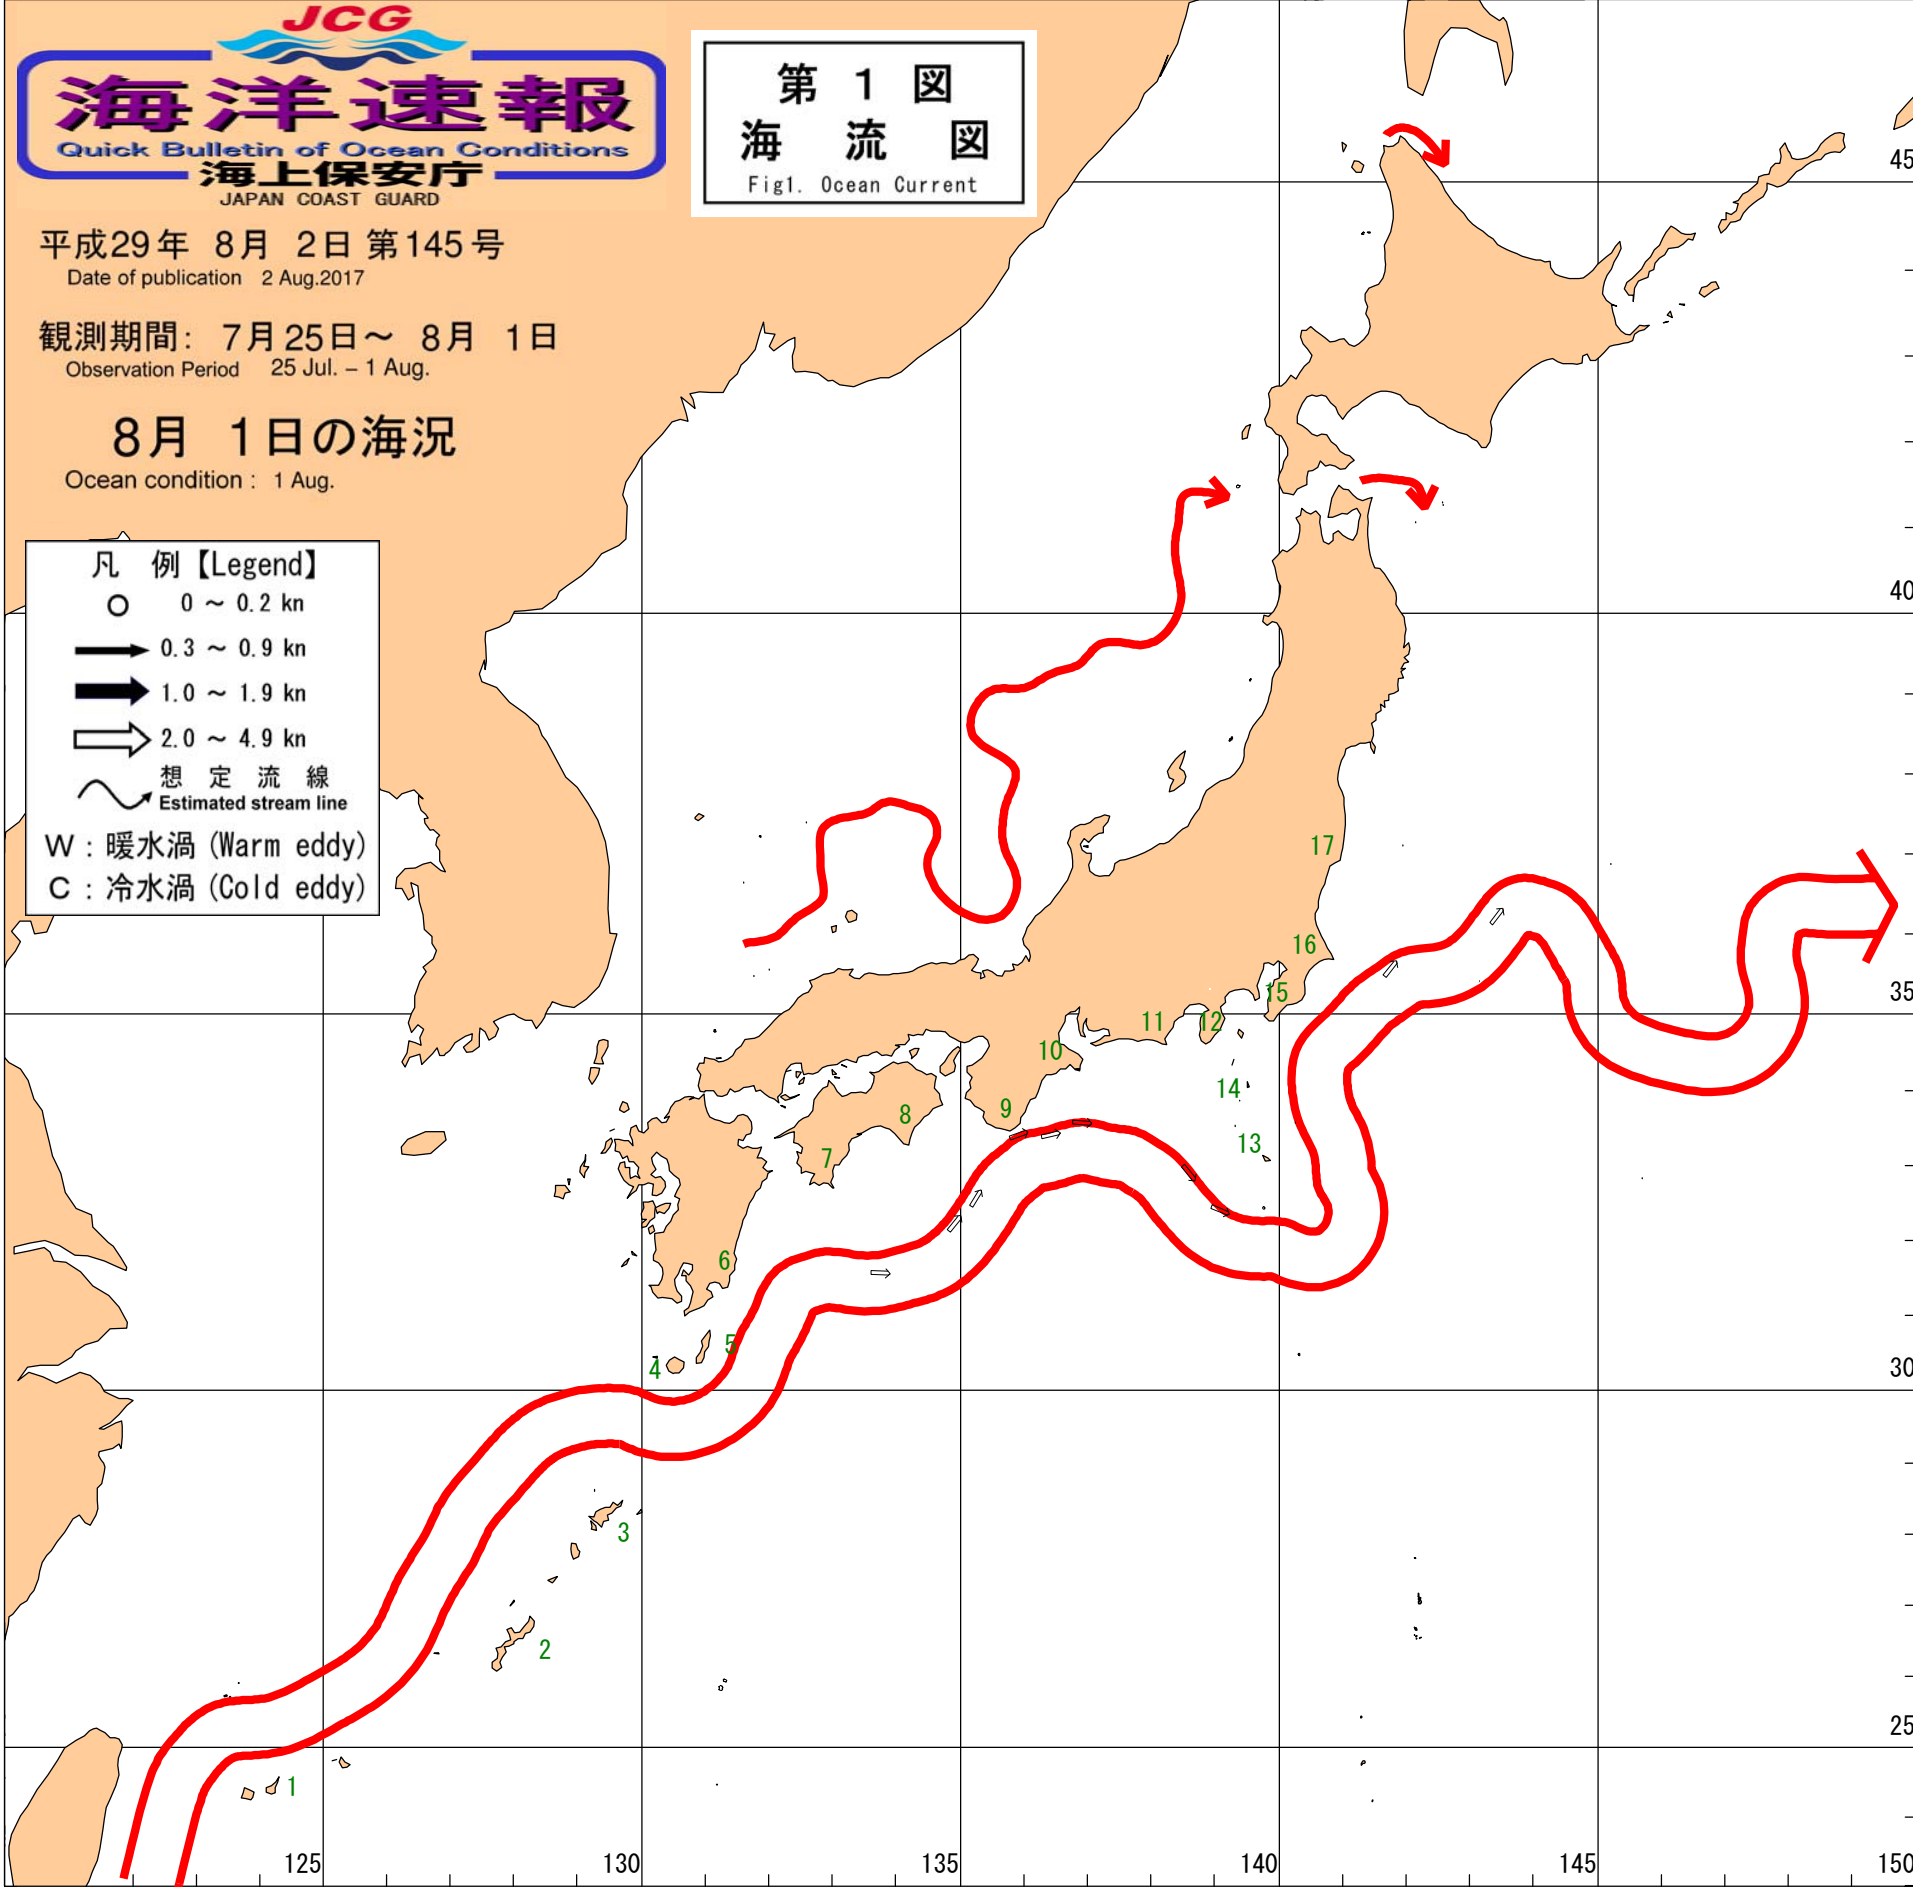 JCG
海洋速報
Quick Bulletin of Ocean Conditions
海上保安庁
JAPAN COAST GUARD
平成29年 8月 2日 第145号
Date of publication 2 Aug.2017
観測期間: 7月25日～ 8月 1日
Observation Period 25 Jul. – 1 Aug.
8月 1日の海況
Ocean condition : 1 Aug.
第 1 図
海 流 図
Fig1. Ocean Current
凡 例【Legend】
0 ～ 0.2 kn
0.3 ～ 0.9 kn
1.0 ～ 1.9 kn
2.0 ～ 4.9 kn
想 定 流 線
Estimated stream line
W : 暖水渦 (Warm eddy)
C : 冷水渦 (Cold eddy)
45
40
17
16
35
15
12
11
10
14
9
8
13
7
6
5
4
30
3
2
25
1
125
130
135
140
145
150